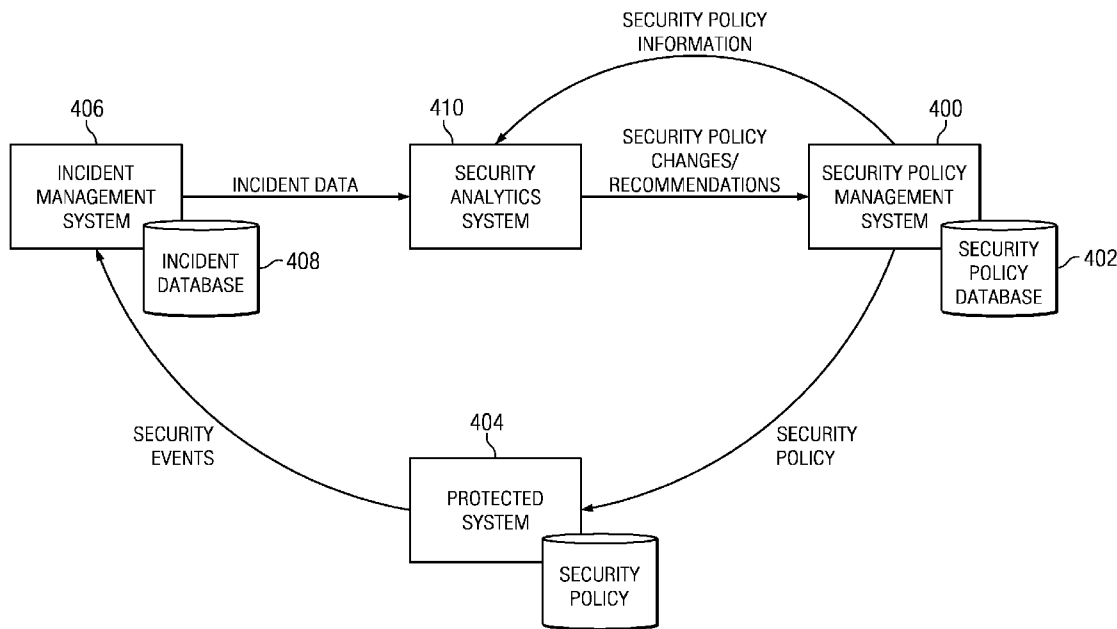 SECURITY POLICY
INFORMATION
406
410
400
INCIDENT
MANAGEMENT
SYSTEM
INCIDENT DATA
SECURITY
ANALYTICS
SYSTEM
SECURITY POLICY
CHANGES/
RECOMMENDATIONS
SECURITY POLICY
MANAGEMENT
SYSTEM
INCIDENT
DATABASE
408
SECURITY
POLICY
DATABASE
402
SECURITY
EVENTS
404
SECURITY
POLICY
PROTECTED
SYSTEM
SECURITY
POLICY